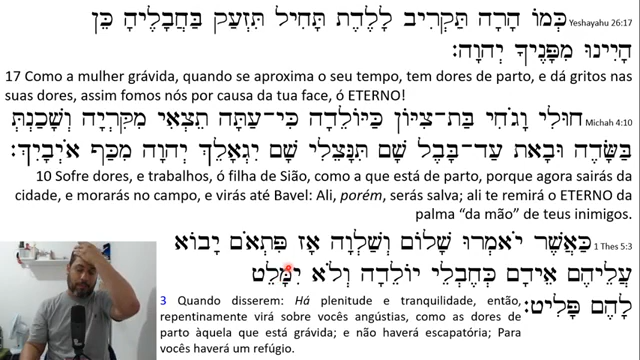 כְּמוֹ הָרָה תַּקְרִיב לָלֶדֶת תָּחִיל תִּזְעַק בַּחֲבָלֶיהָ כֵּן Yeshayahu 26:17
הָיִינוּ מִפָּנֶיךָ יְהוָה׃
17 Como a mulher grávida, quando se aproxima o seu tempo, tem dores de parto, e dá gritos nas
suas dores, assim fomos nós por causa da tua face, ó ETERNO!
חוּלִי וָגֹחִי בַּת־צִיּוֹן כַּיּוֹלֵדָה כִּי־עַתָּה תֵצְאִי מִקִּרְיָה וְשָׁכַנְתְּ Michah 4:10
בַּשָּׂדֶה וּבָאת עַד־בָּבֶל שָׁם תִּנָּצֵלִי שָׁם יִגְאָלֵךְ יְהוָה מִכַּף אֹיְבָיִךְ׃
10 Sofre dores, e trabalhos, ó filha de Sião, como a que está de parto, porque agora sairás da
cidade, e morarás no campo, e virás até Bavel: Ali, porém, serás salva; ali te remirá o ETERNO da
palma “da mão” de teus inimigos.
כַּאֲשֶׁר יֹאמְרוּ שָׁלוֹם וְשַׁלְוָה אָז פִּתְאֹם יָבוֹא 1 Thes 5:3
עֲלֵיהֶם אֵידָם כְּחֶבְלֵי יוֹלֵדָה וְלֹא יִמָּלֵט
לָהֶם פָּלִיט׃
3 Quando disserem: Há plenitude e tranquilidade, então,
repentinamente virá sobre vocês angústias, como as dores de
parto àquela que está grávida; e não haverá escapatória; Para
vocês haverá um refúgio.